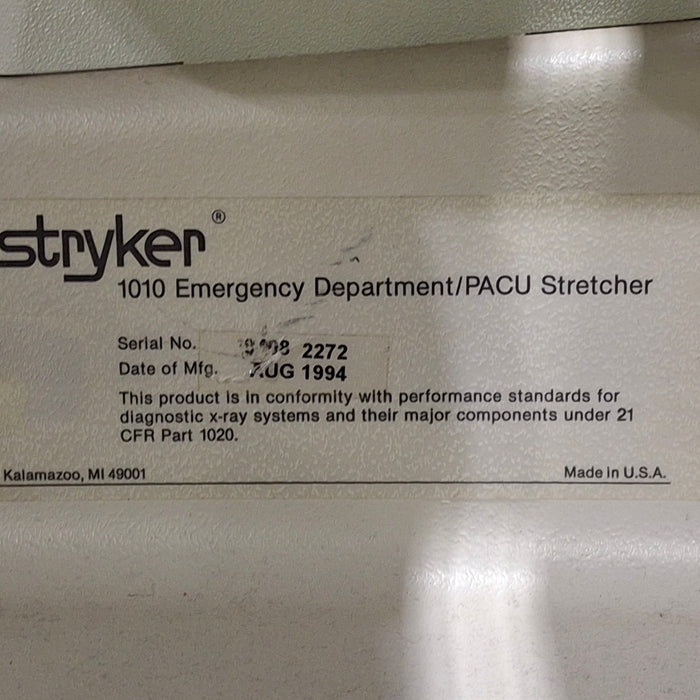 stryker®
1010 Emergency Department/PACU Stretcher
Serial No. 2272
Date of Mfg. AUG 1994
This product is in conformity with performance standards for
diagnostic x-ray systems and their major components under 21
CFR Part 1020.
Kalamazoo, MI 49001 Made in U.S.A.